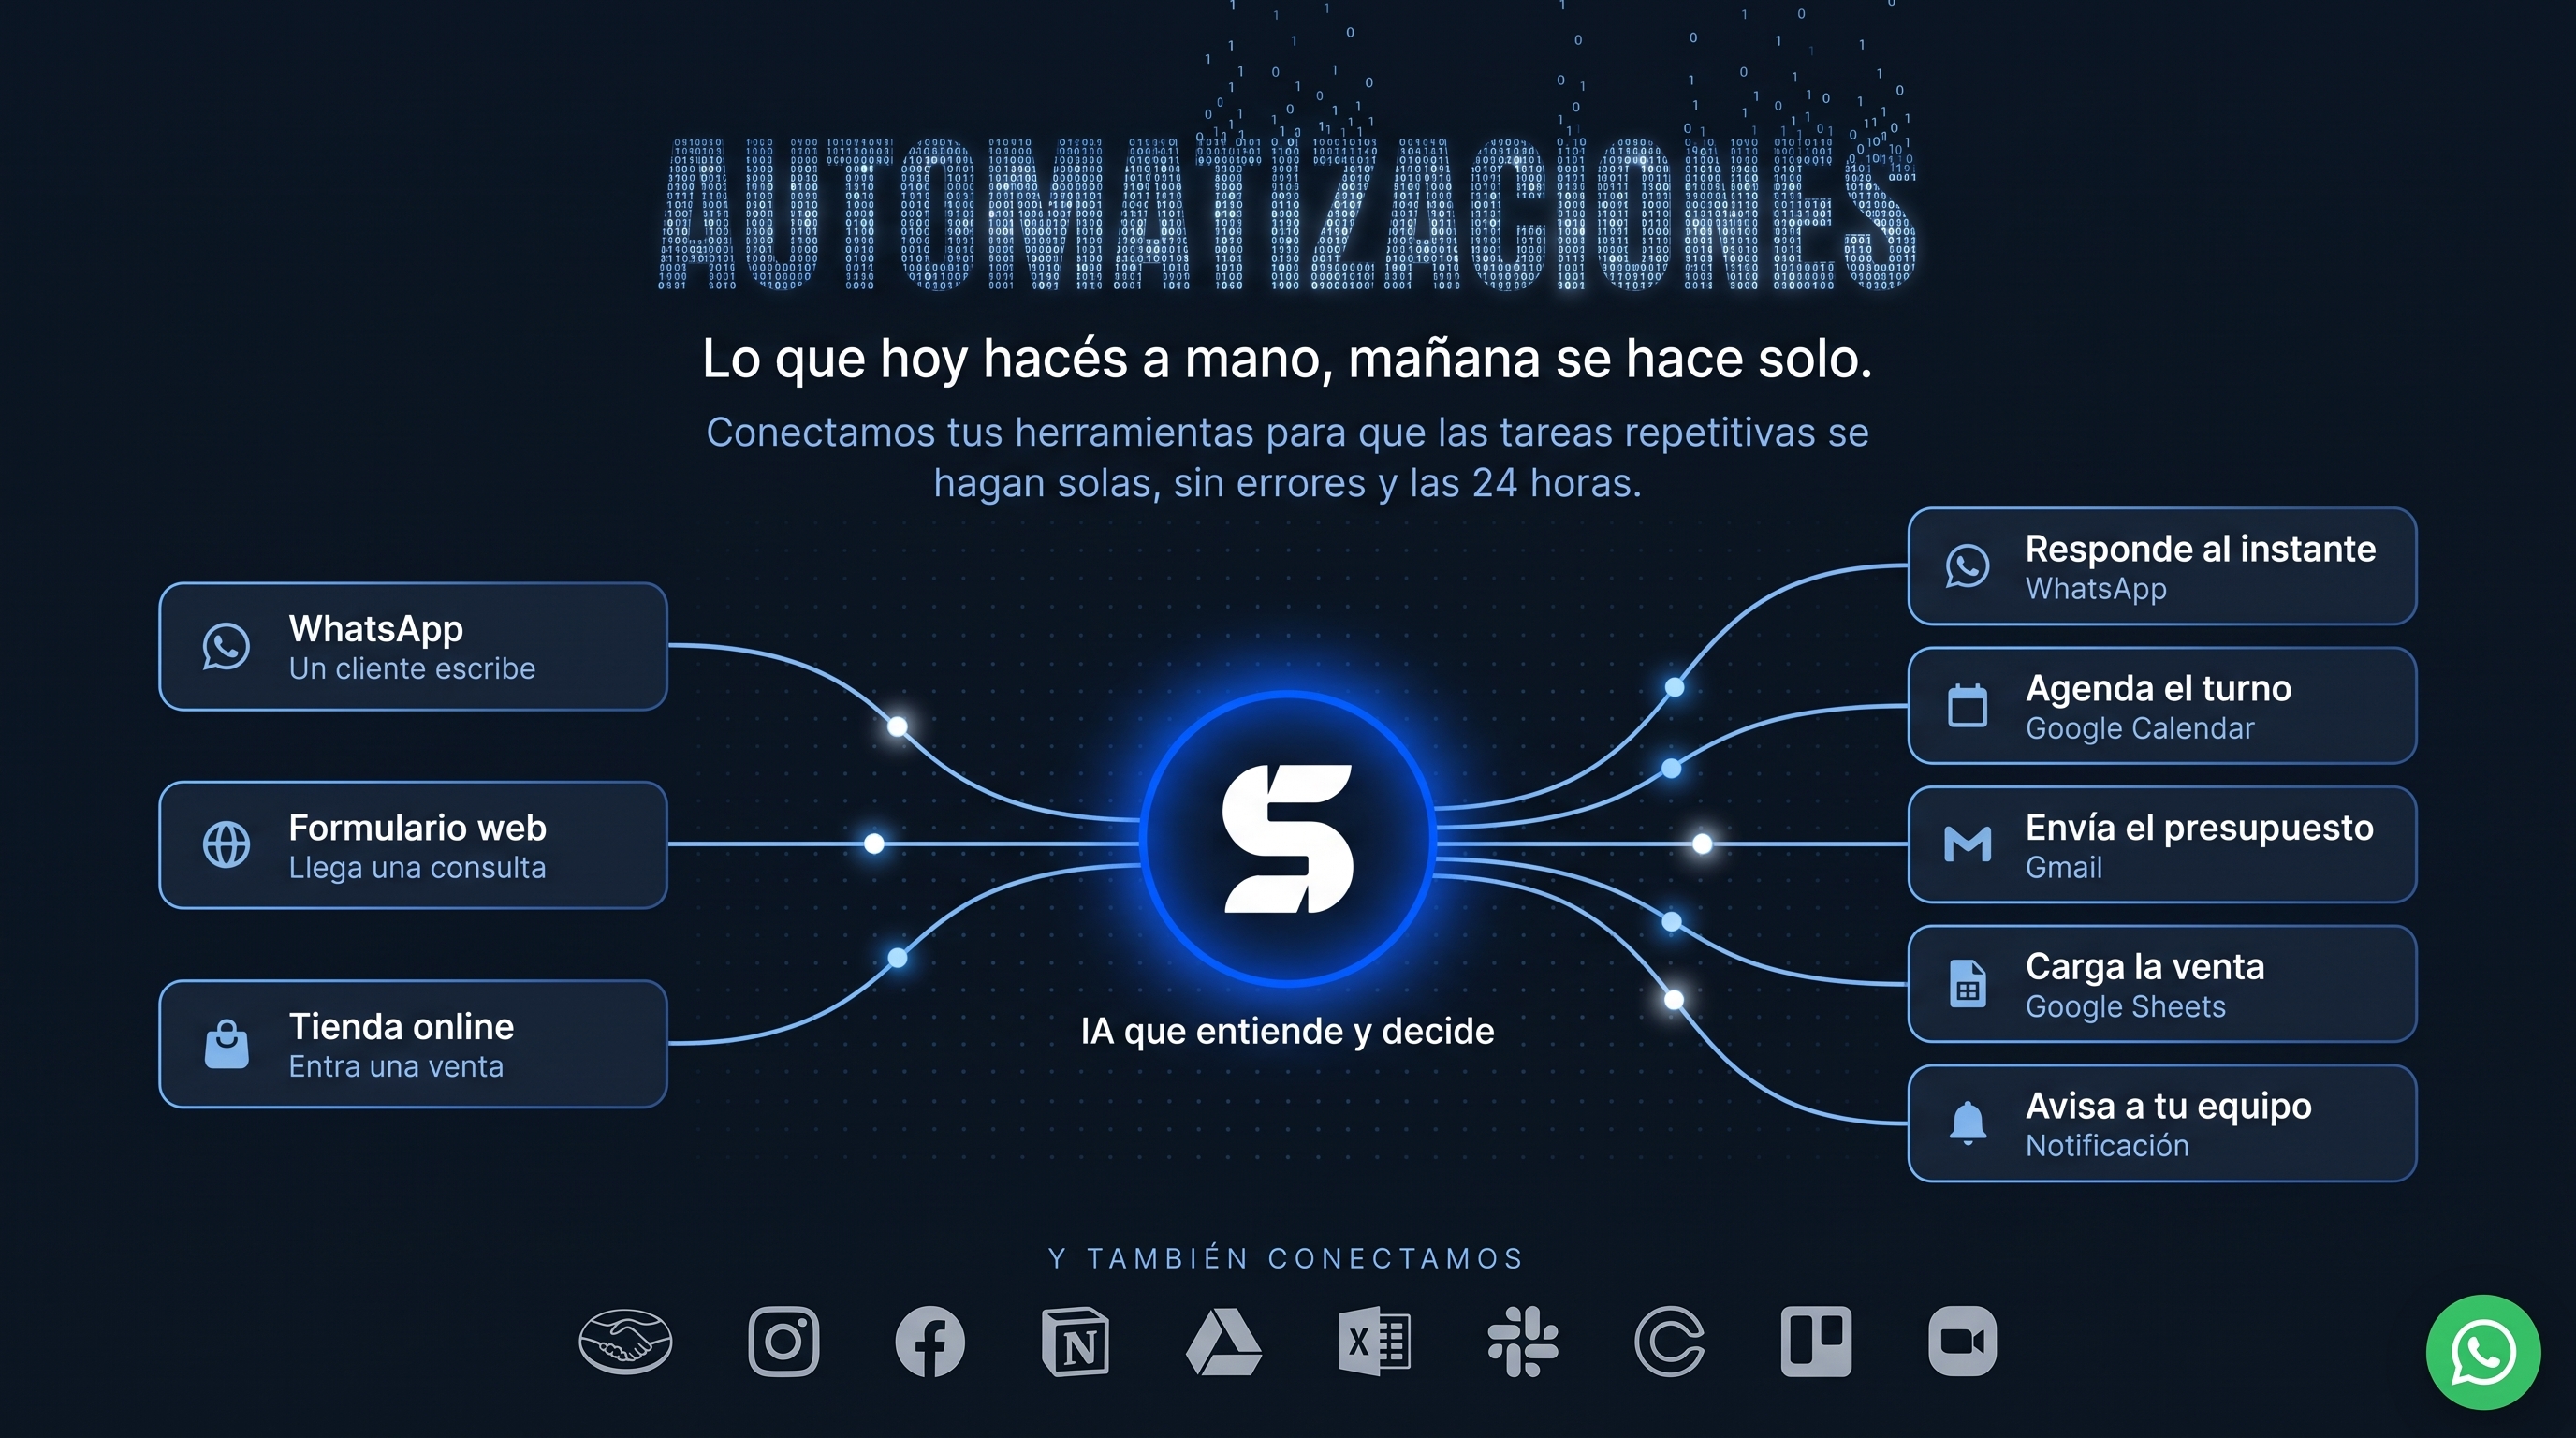 AUTOMATIZACIONES
Lo que hoy hacés a mano, mañana se hace solo.
Conectamos tus herramientas para que las tareas repetitivas se
hagan solas, sin errores y las 24 horas.
WhatsApp
Un cliente escribe
Formulario web
Llega una consulta
Tienda online
Entra una venta
IA que entiende y decide
Responde al instante
WhatsApp
Agenda el turno
Google Calendar
Envía el presupuesto
Gmail
Carga la venta
Google Sheets
Avisa a tu equipo
Notificación
Y TAMBIÉN CONECTAMOS